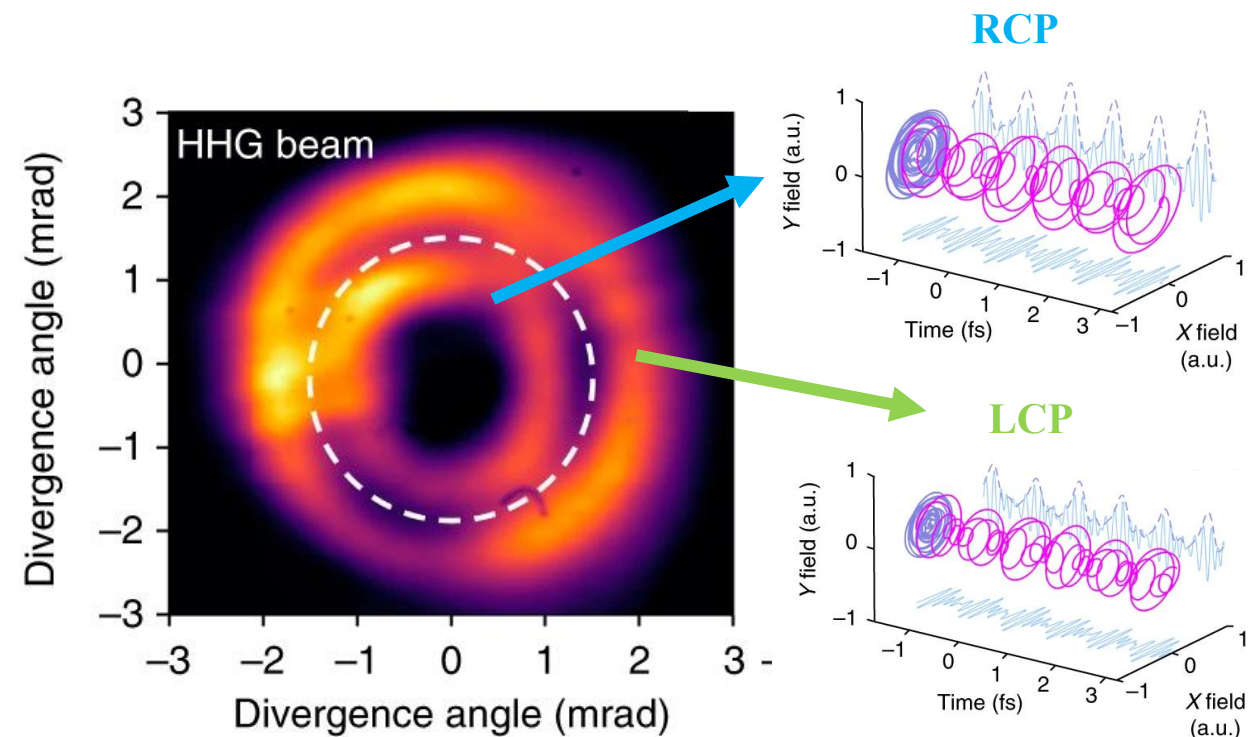 HHG beam
Divergence angle (mrad)
3
2
1
0
−1
−2
−3
−3
−2
−1
0
1
2
3 -
Divergence angle (mrad)
RCP
Y field (a.u.)
1
0
−1
−1
0
1
2
3
Time (fs)
−1
0
1
X field
(a.u.)
LCP
Y field (a.u.)
1
0
−1
−1
0
1
2
3
Time (fs)
−1
0
1
X field
(a.u.)